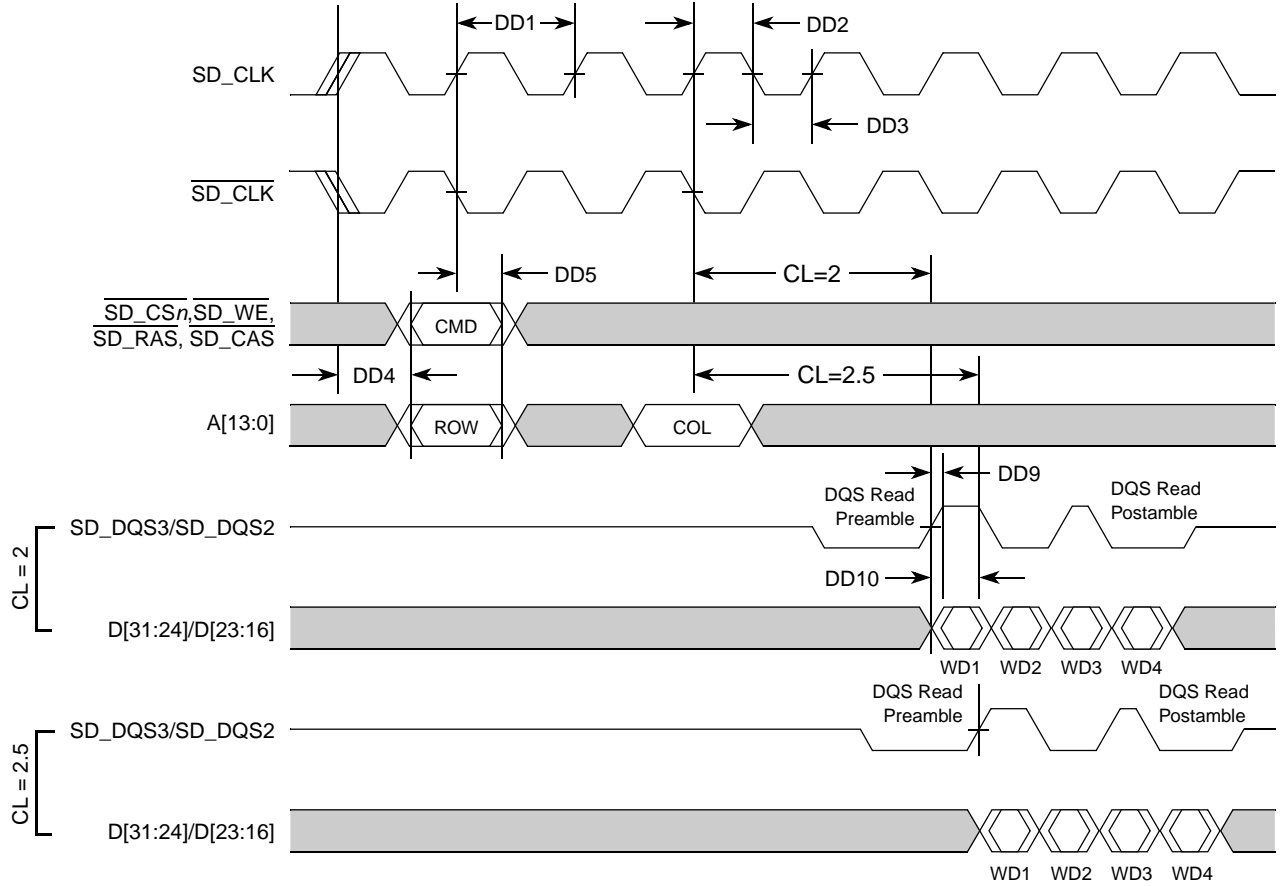 DD1
DD2
SD_CLK
DD3
SD_CLK
DD5
CL=2
SD_CSn,SD_WE,
SD_RAS, SD_CAS
CMD
DD4
CL=2.5
A[13:0]
ROW
COL
DD9
DQS Read
Preamble
DQS Read
Postamble
SD_DQS3/SD_DQS2
CL = 2
DD10
D[31:24]/D[23:16]
WD1 WD2 WD3 WD4
DQS Read
Preamble
DQS Read
Postamble
SD_DQS3/SD_DQS2
CL = 2.5
D[31:24]/D[23:16]
WD1 WD2 WD3 WD4